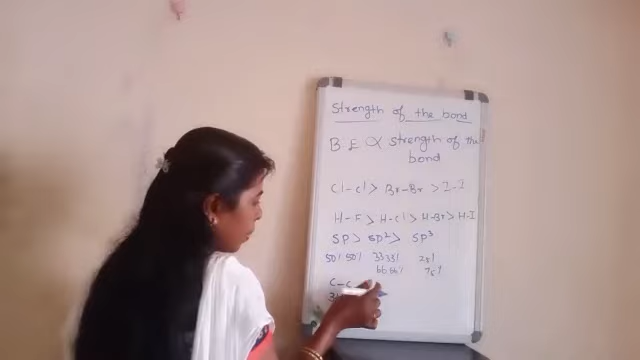 Strength of the bond
B E ∝ strength of the
bond
Cl-Cl > Br-Br > I-I
H-F > H-Cl > H-Br > H-I
SP > SP² > SP³
50% 50% 33.33% 25%
66.66% 75%
C-C